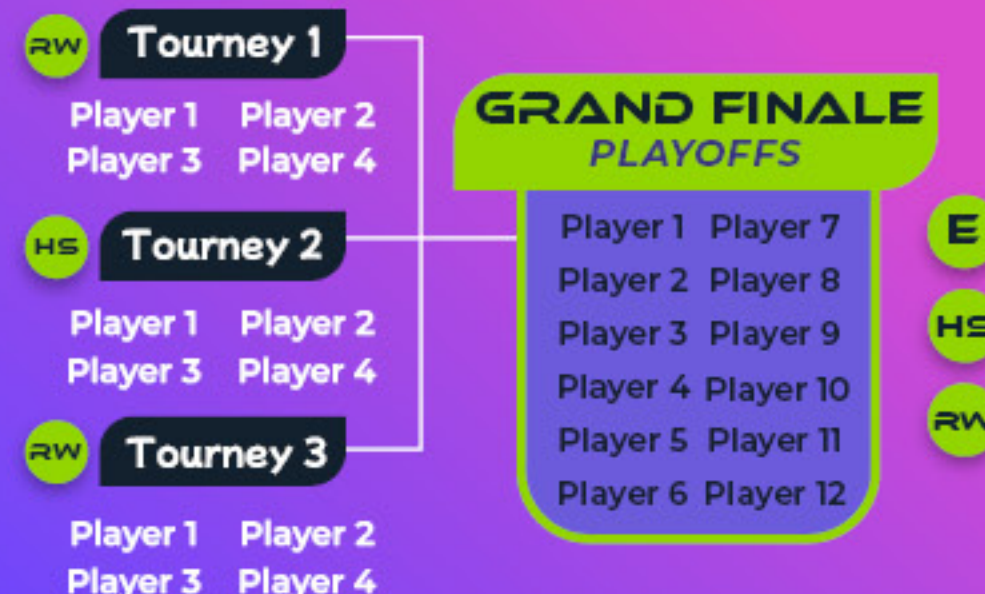 RW Tourney 1
Player 1 Player 2
Player 3 Player 4
HS Tourney 2
Player 1 Player 2
Player 3 Player 4
RW Tourney 3
Player 1 Player 2
Player 3 Player 4
GRAND FINALE
PLAYOFFS
Player 1 Player 7
Player 2 Player 8
Player 3 Player 9
Player 4 Player 10
Player 5 Player 11
Player 6 Player 12
E
HS
RW